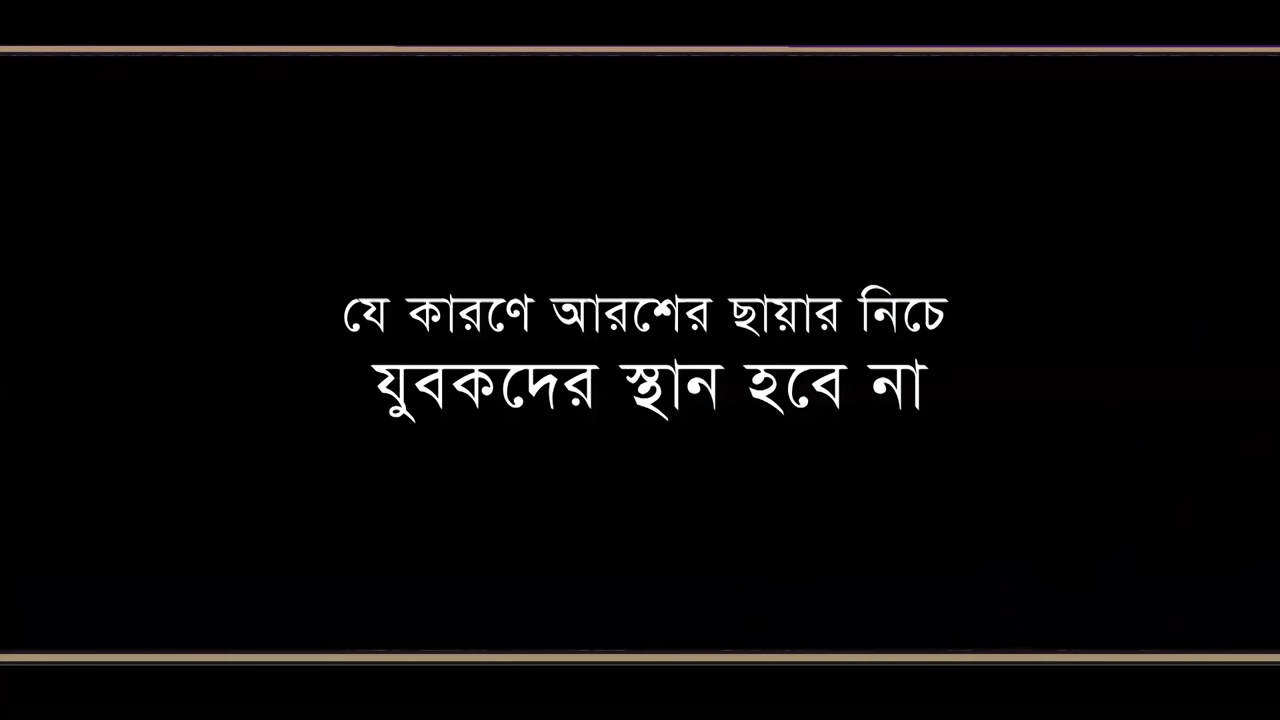 যে কারণে আরশের ছায়ার নিচে
যুবকদের স্থান হবে না